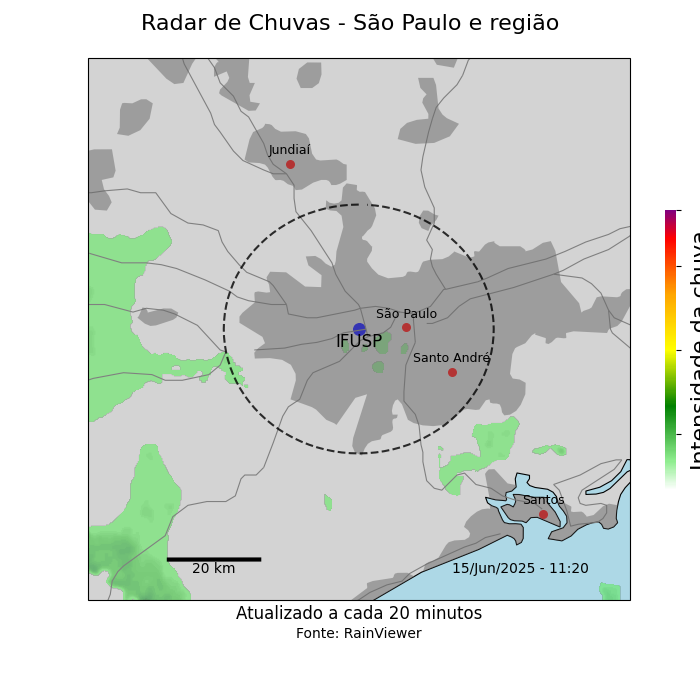 Radar de Chuvas - São Paulo e região
Jundiaí
São Paulo
IFUSP
Santo André
Santos
20 km
15/Jun/2025 - 11:20
Intensidade da chuva
Atualizado a cada 20 minutos
Fonte: RainViewer